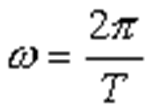 ω = 2π / T